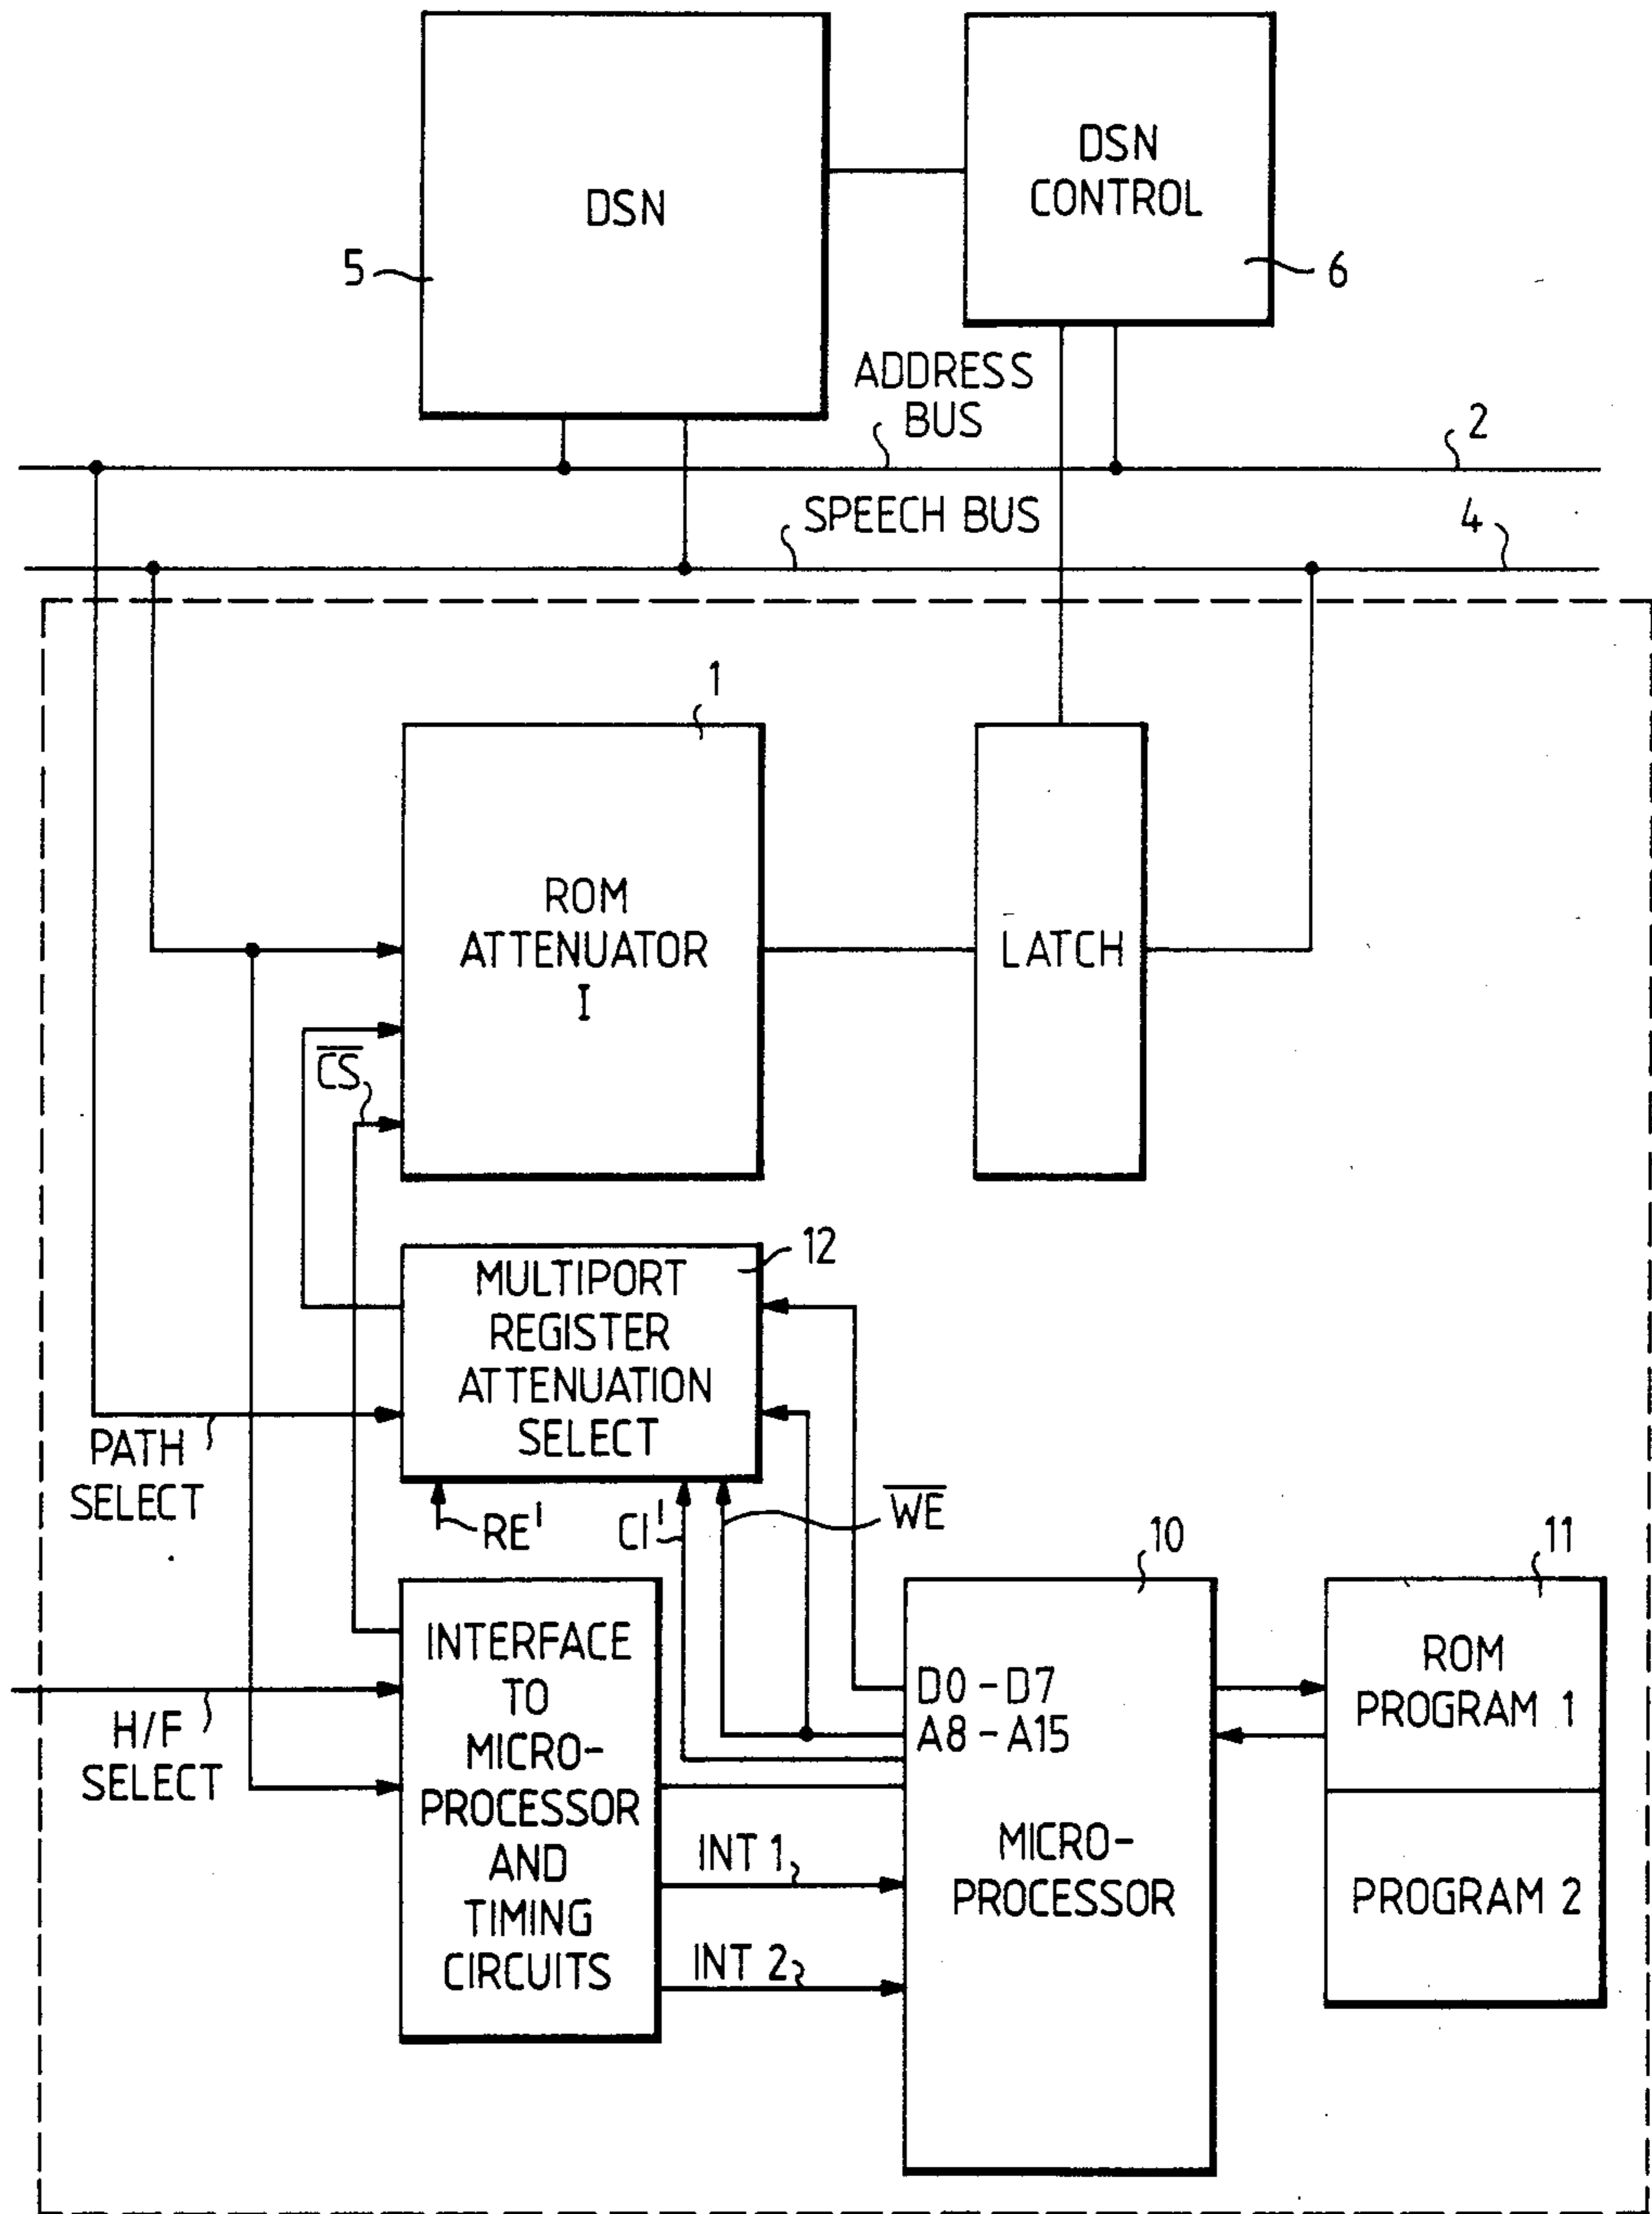 DSN
DSN
CONTROL
5
6
ADDRESS
BUS
2
SPEECH BUS
4
1
ROM
ATTENUATOR
I
LATCH
C̅S̅
12
MULTIPORT
REGISTER
ATTENUATION
SELECT
PATH
SELECT
RE'
CI'
W̅E̅
10
11
INTERFACE
TO
MICRO-
PROCESSOR
AND
TIMING
CIRCUITS
H/F
SELECT
D0-D7
A8-A15
MICRO-
PROCESSOR
INT 1
INT 2
ROM
PROGRAM 1
PROGRAM 2